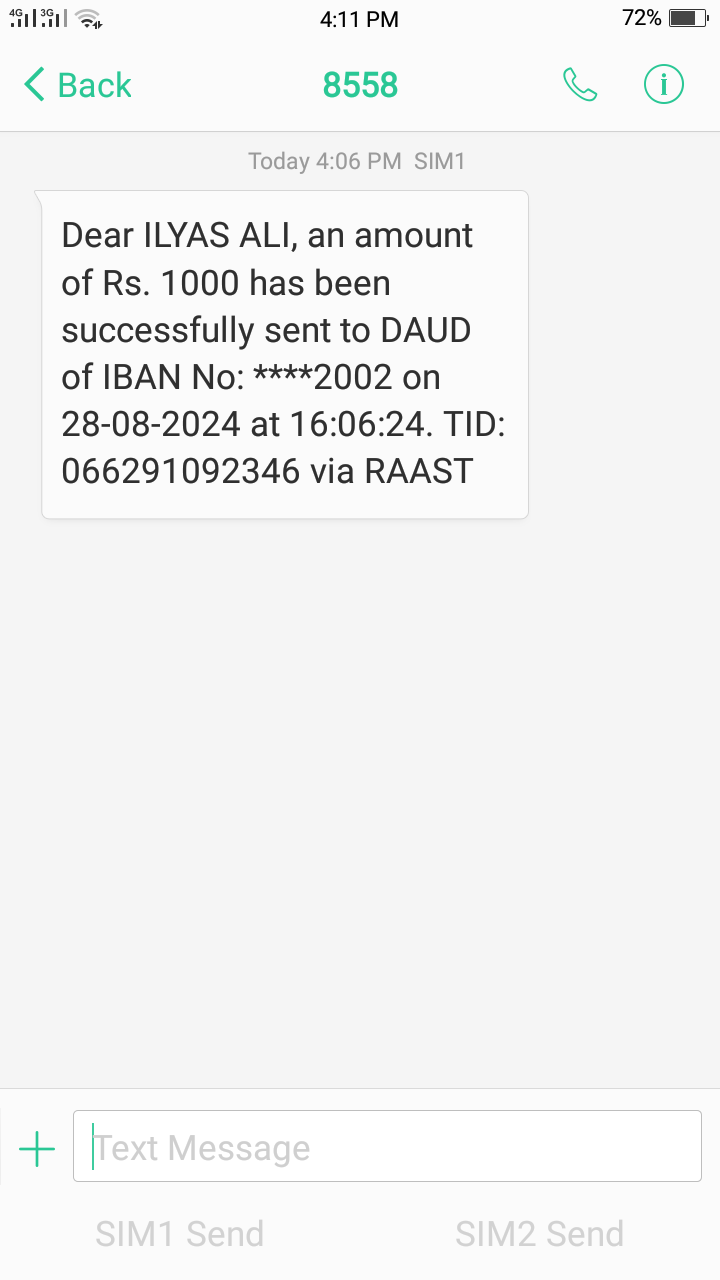 4G 3G 4:11 PM 72%
Back 8558
Today 4:06 PM SIM1
Dear ILYAS ALI, an amount
of Rs. 1000 has been
successfully sent to DAUD
of IBAN No: ****2002 on
28-08-2024 at 16:06:24. TID:
066291092346 via RAAST
Text Message
SIM1 Send SIM2 Send